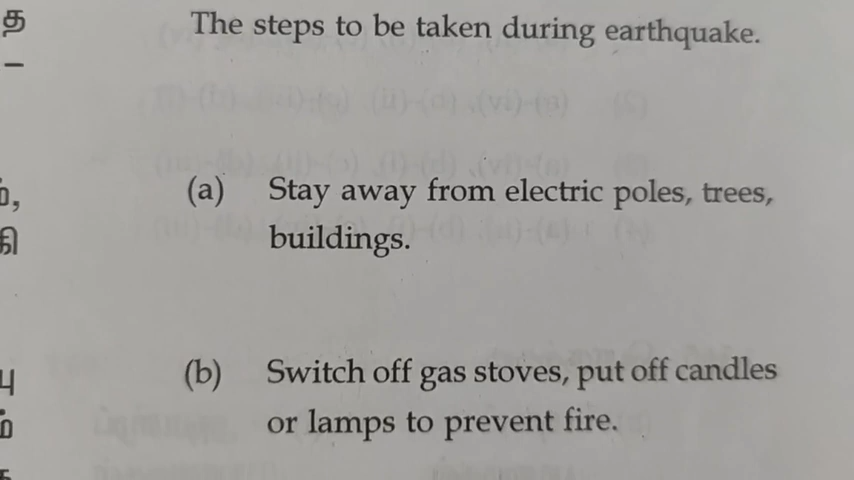 The steps to be taken during earthquake.
(a) Stay away from electric poles, trees,
buildings.
(b) Switch off gas stoves, put off candles
or lamps to prevent fire.